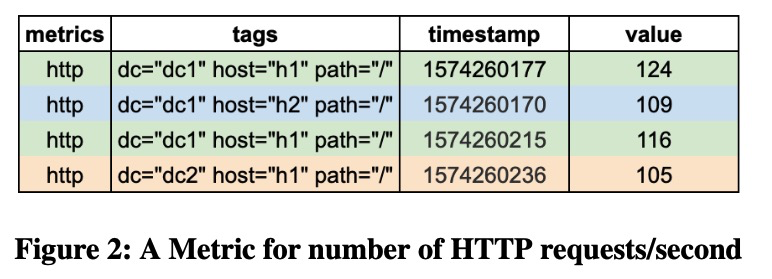 metrics tags timestamp value
http dc="dc1" host="h1" path="/" 1574260177 124
http dc="dc1" host="h2" path="/" 1574260170 109
http dc="dc1" host="h1" path="/" 1574260215 116
http dc="dc2" host="h1" path="/" 1574260236 105
Figure 2: A Metric for number of HTTP requests/second